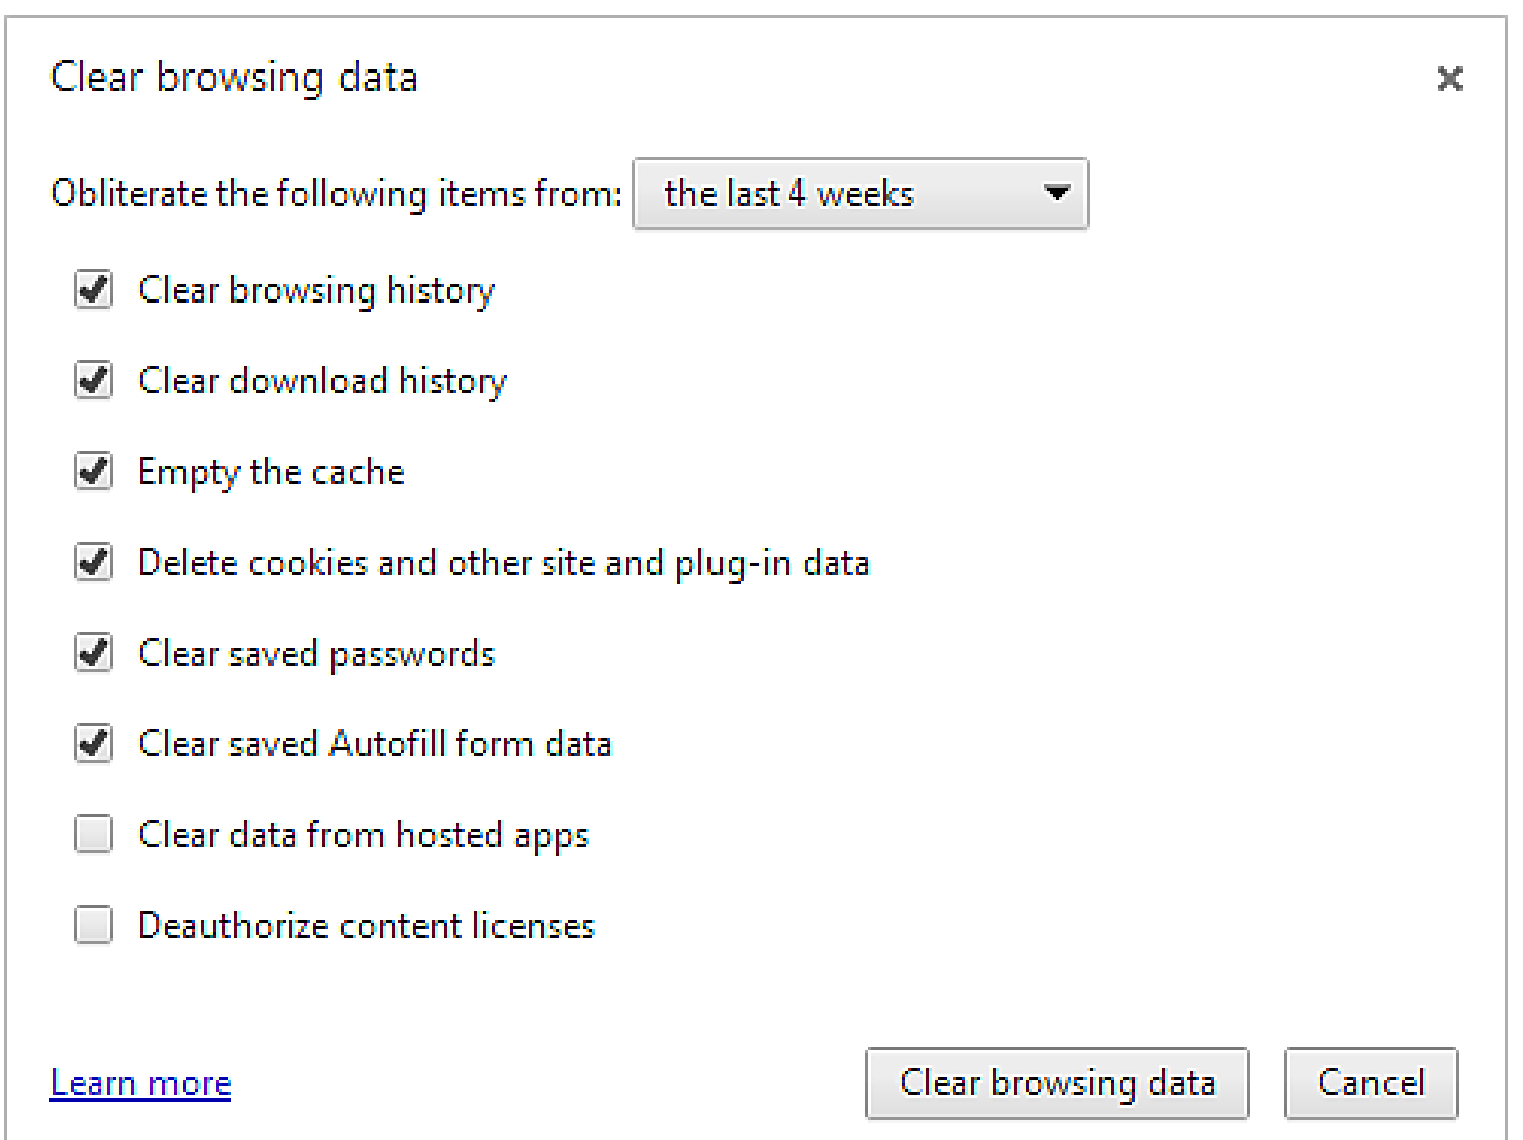 Clear browsing data
Obliterate the following items from: the last 4 weeks
Clear browsing history
Clear download history
Empty the cache
Delete cookies and other site and plug-in data
Clear saved passwords
Clear saved Autofill form data
Clear data from hosted apps
Deauthorize content licenses
Learn more Clear browsing data Cancel